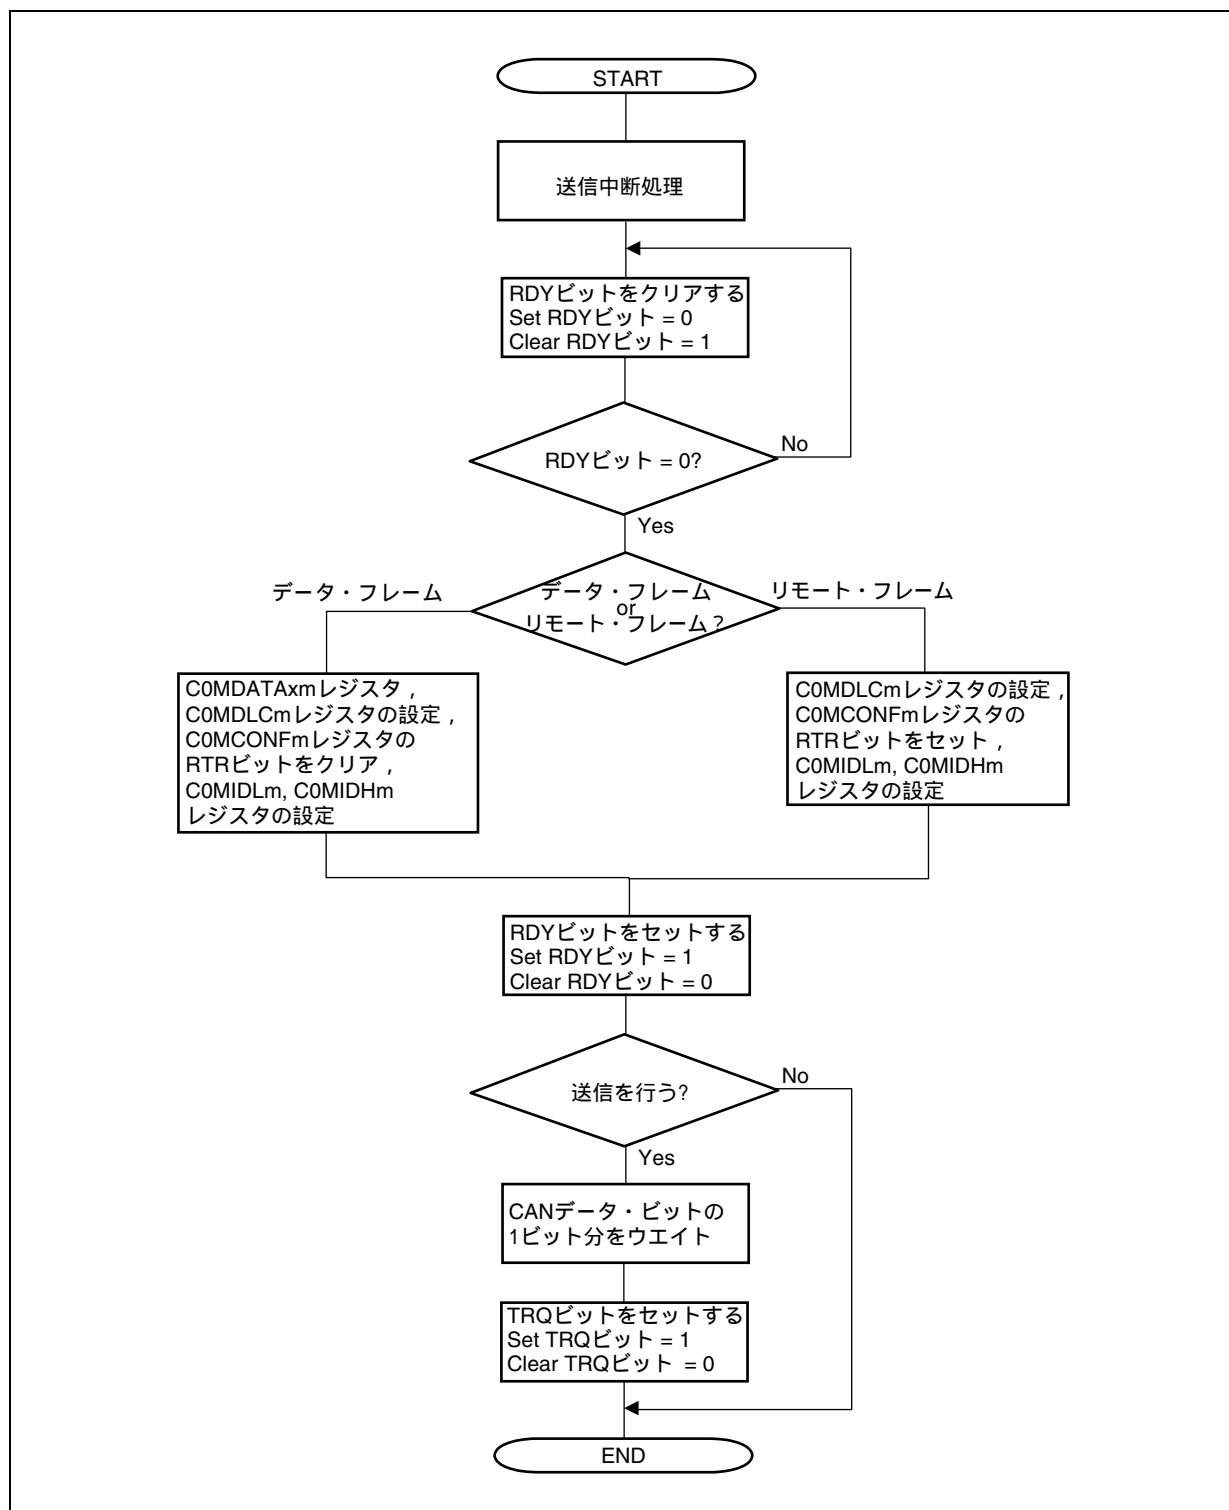 START
送信中断処理
RDYビットをクリアする
Set RDYビット = 0
Clear RDYビット = 1
RDYビット = 0?
No
Yes
データ・フレーム
or
リモート・フレーム？
データ・フレーム
リモート・フレーム
C0MDATAxmレジスタ，
C0MDLCmレジスタの設定，
C0MCONFmレジスタの
RTRビットをクリア，
C0MIDLm, C0MIDHm
レジスタの設定
C0MDLCmレジスタの設定，
C0MCONFmレジスタの
RTRビットをセット，
C0MIDLm, C0MIDHm
レジスタの設定
RDYビットをセットする
Set RDYビット = 1
Clear RDYビット = 0
送信を行う?
No
Yes
CANデータ・ビットの
1ビット分をウエイト
TRQビットをセットする
Set TRQビット = 1
Clear TRQビット = 0
END